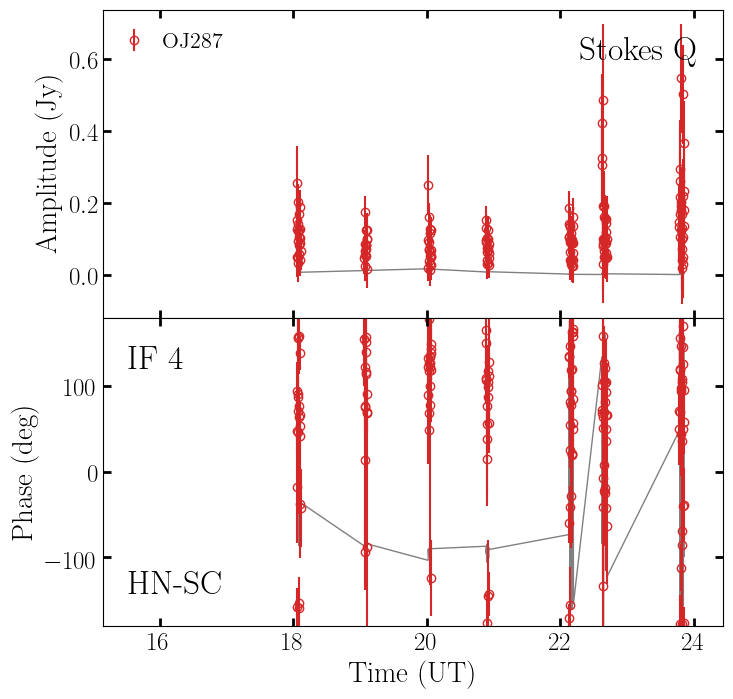 OJ287
Stokes Q
Amplitude (Jy)
0.6
0.4
0.2
0.0
IF 4
HN-SC
Phase (deg)
100
0
−100
16 18 20 22 24
Time (UT)